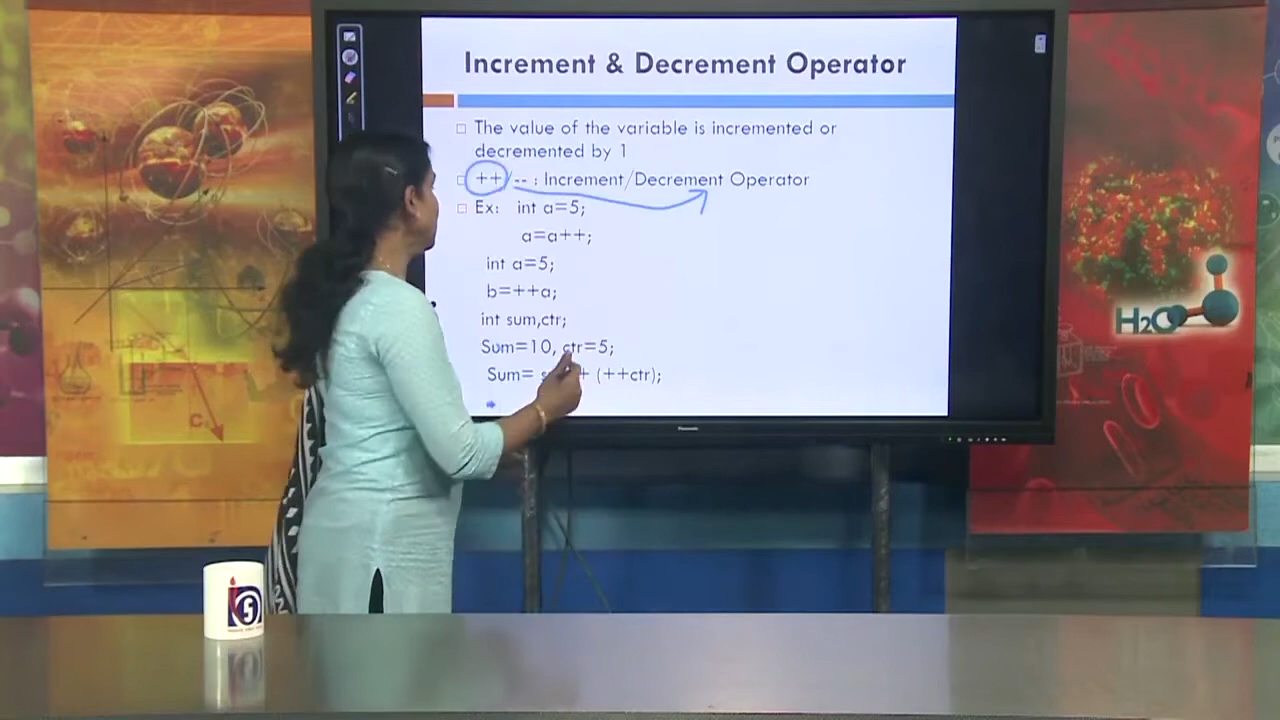 Increment & Decrement Operator
The value of the variable is incremented or
decremented by 1
++/-- : Increment/Decrement Operator
Ex: int a=5;
a=a++;
int a=5;
b=++a;
int sum,ctr;
Sum=10, ctr=5;
Sum= + (++ctr);
H2O
C